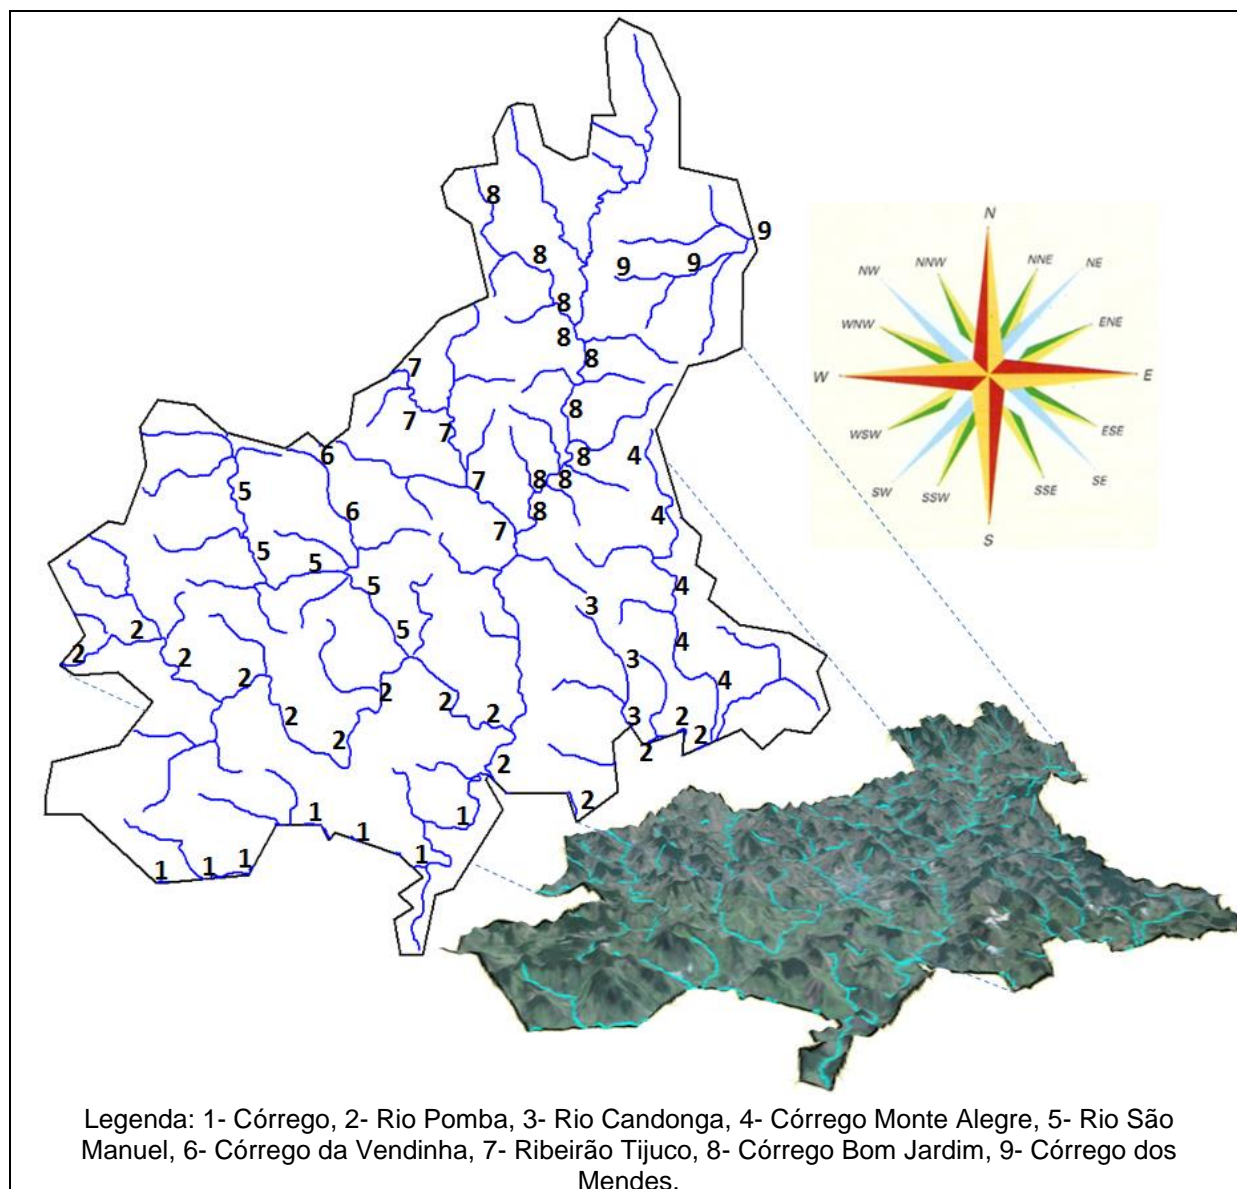 N
NNW
NNE
NW
NE
WNW
ENE
W
E
WSW
ESE
SW
SE
SSW
SSE
S
8
9
8
9
9
8
8
8
7
8
7
7
4
6
8
7
8
8
5
8
4
6
7
5
5
5
4
3
5
2
4
2
2
3
4
2
2
2
2
2
3
2
2
2
2
2
2
1
1
1
1
1
1
1
Legenda: 1- Córrego, 2- Rio Pomba, 3- Rio Candonga, 4- Córrego Monte Alegre, 5- Rio São
Manuel, 6- Córrego da Vendinha, 7- Ribeirão Tijuco, 8- Córrego Bom Jardim, 9- Córrego dos
Mendes.